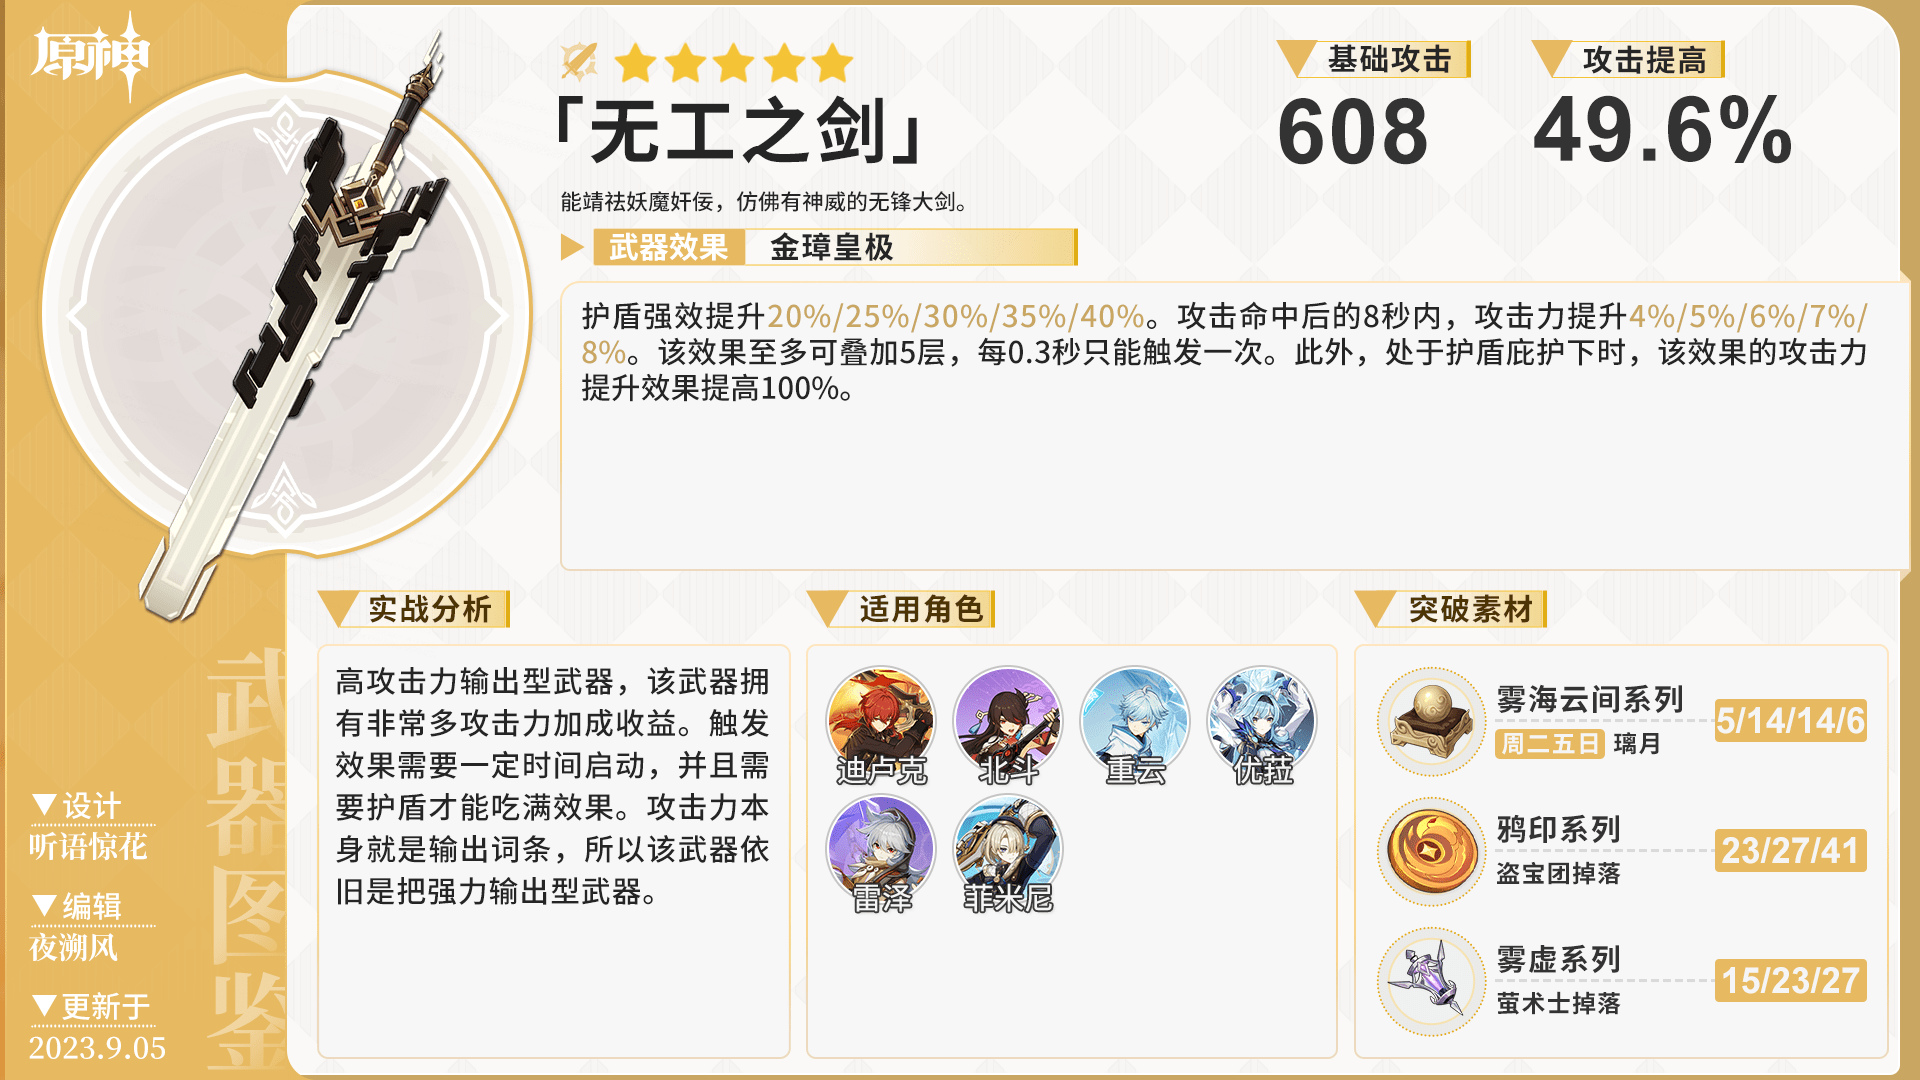 原神
「无工之剑」
基础攻击
608
攻击提高
49.6%
能靖祛妖魔奸佞，仿佛有神威的无锋大剑。
武器效果
金璋皇极
护盾强效提升20%/25%/30%/35%/40%。攻击命中后的8秒内，攻击力提升4%/5%/6%/7%/
8%。该效果至多可叠加5层，每0.3秒只能触发一次。此外，处于护盾庇护下时，该效果的攻击力
提升效果提高100%。
实战分析
高攻击力输出型武器，该武器拥
有非常多攻击力加成收益。触发
效果需要一定时间启动，并且需
要护盾才能吃满效果。攻击力本
身就是输出词条，所以该武器依
旧是把强力输出型武器。
适用角色
迪卢克
北斗
重云
优菈
雷泽
菲米尼
突破素材
雾海云间系列
周二五日 璃月
5/14/14/6
鸦印系列
盗宝团掉落
23/27/41
雾虚系列
萤术士掉落
15/23/27
武器图鉴
▼设计
听语惊花
▼编辑
夜溯风
▼更新于
2023.9.05